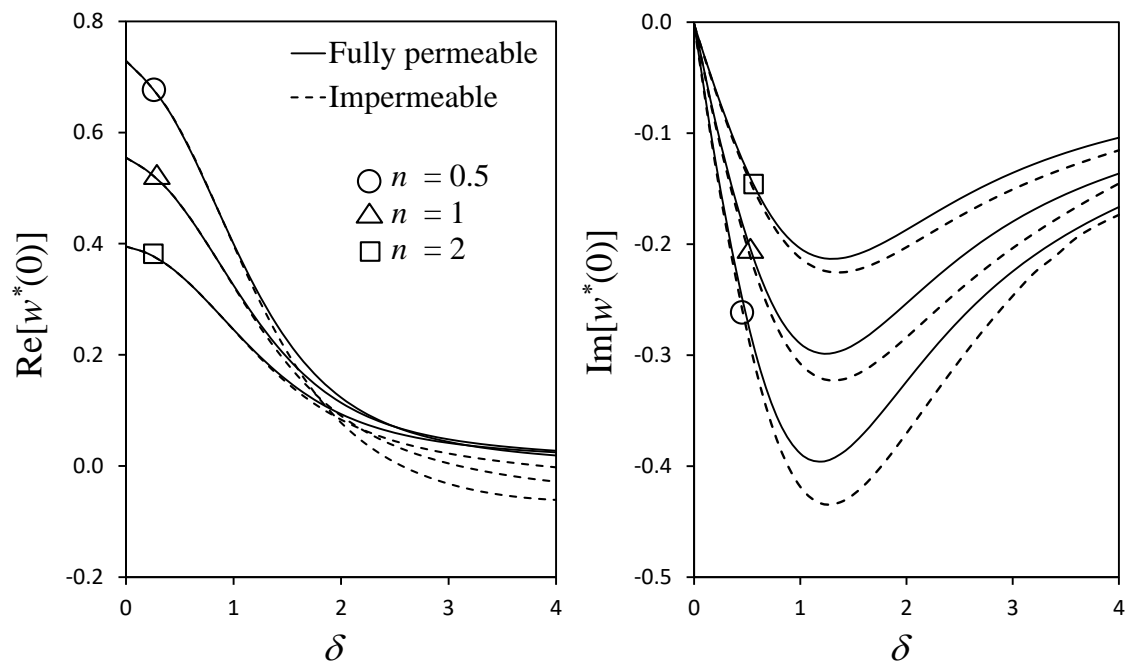 Re[w*(0)]
0.8
0.6
0.4
0.2
0.0
-0.2
0 1 2 3 4
δ
Fully permeable
Impermeable
n = 0.5
n = 1
n = 2
Im[w*(0)]
0.0
-0.1
-0.2
-0.3
-0.4
-0.5
0 1 2 3 4
δ